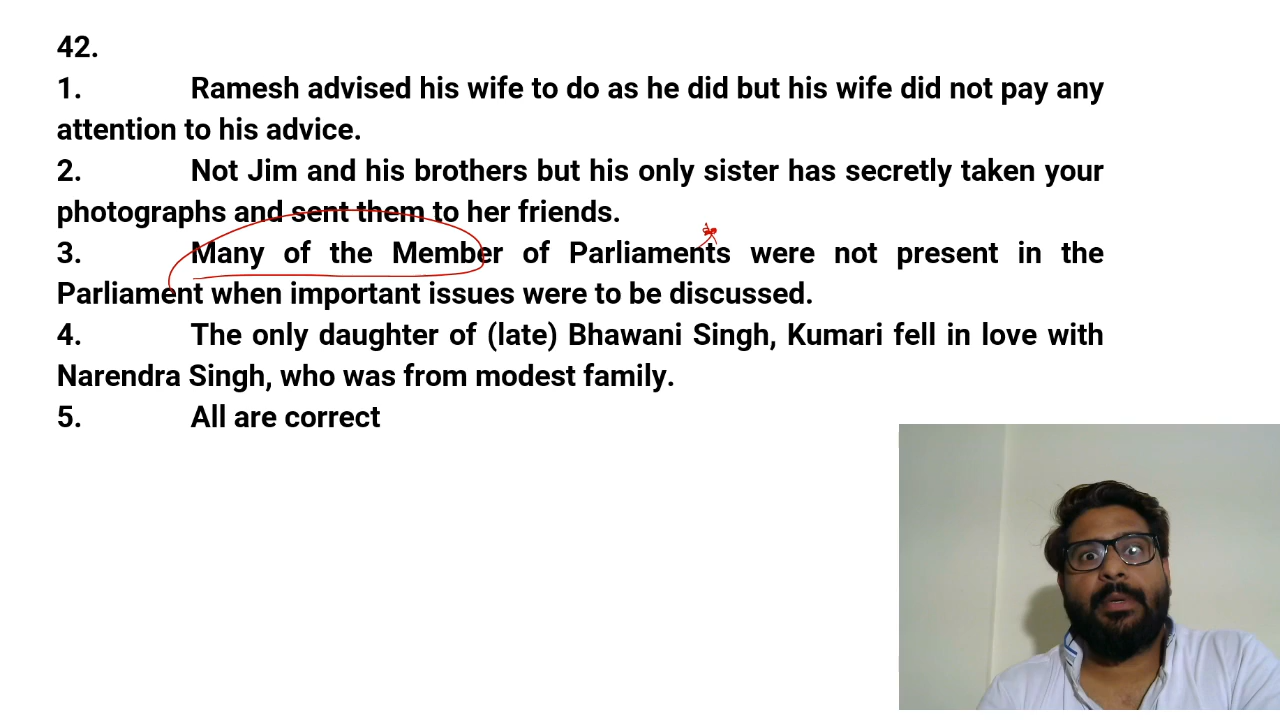 42.
1. Ramesh advised his wife to do as he did but his wife did not pay any
attention to his advice.
2. Not Jim and his brothers but his only sister has secretly taken your
photographs and sent them to her friends.
3. Many of the Member of Parliaments were not present in the
Parliament when important issues were to be discussed.
4. The only daughter of (late) Bhawani Singh, Kumari fell in love with
Narendra Singh, who was from modest family.
5. All are correct